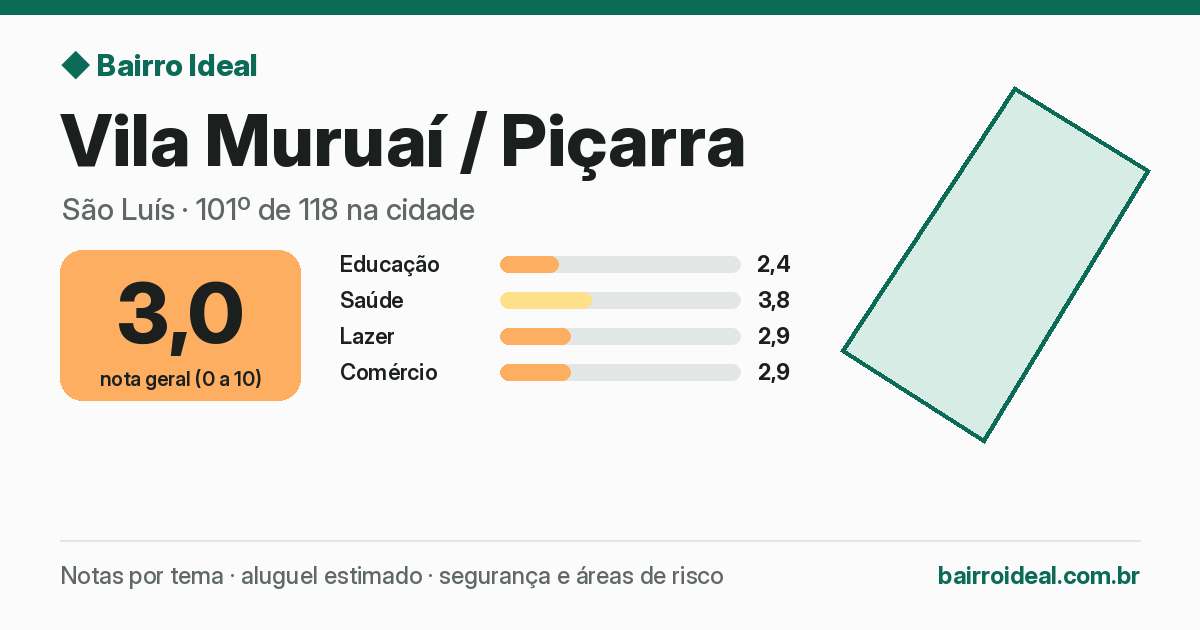 Bairro Ideal
Vila Muruaí / Piçarra
São Luís · 101º de 118 na cidade
3,0
nota geral (0 a 10)
Educação 2,4
Saúde 3,8
Lazer 2,9
Comércio 2,9
Notas por tema · aluguel estimado · segurança e áreas de risco
bairroideal.com.br